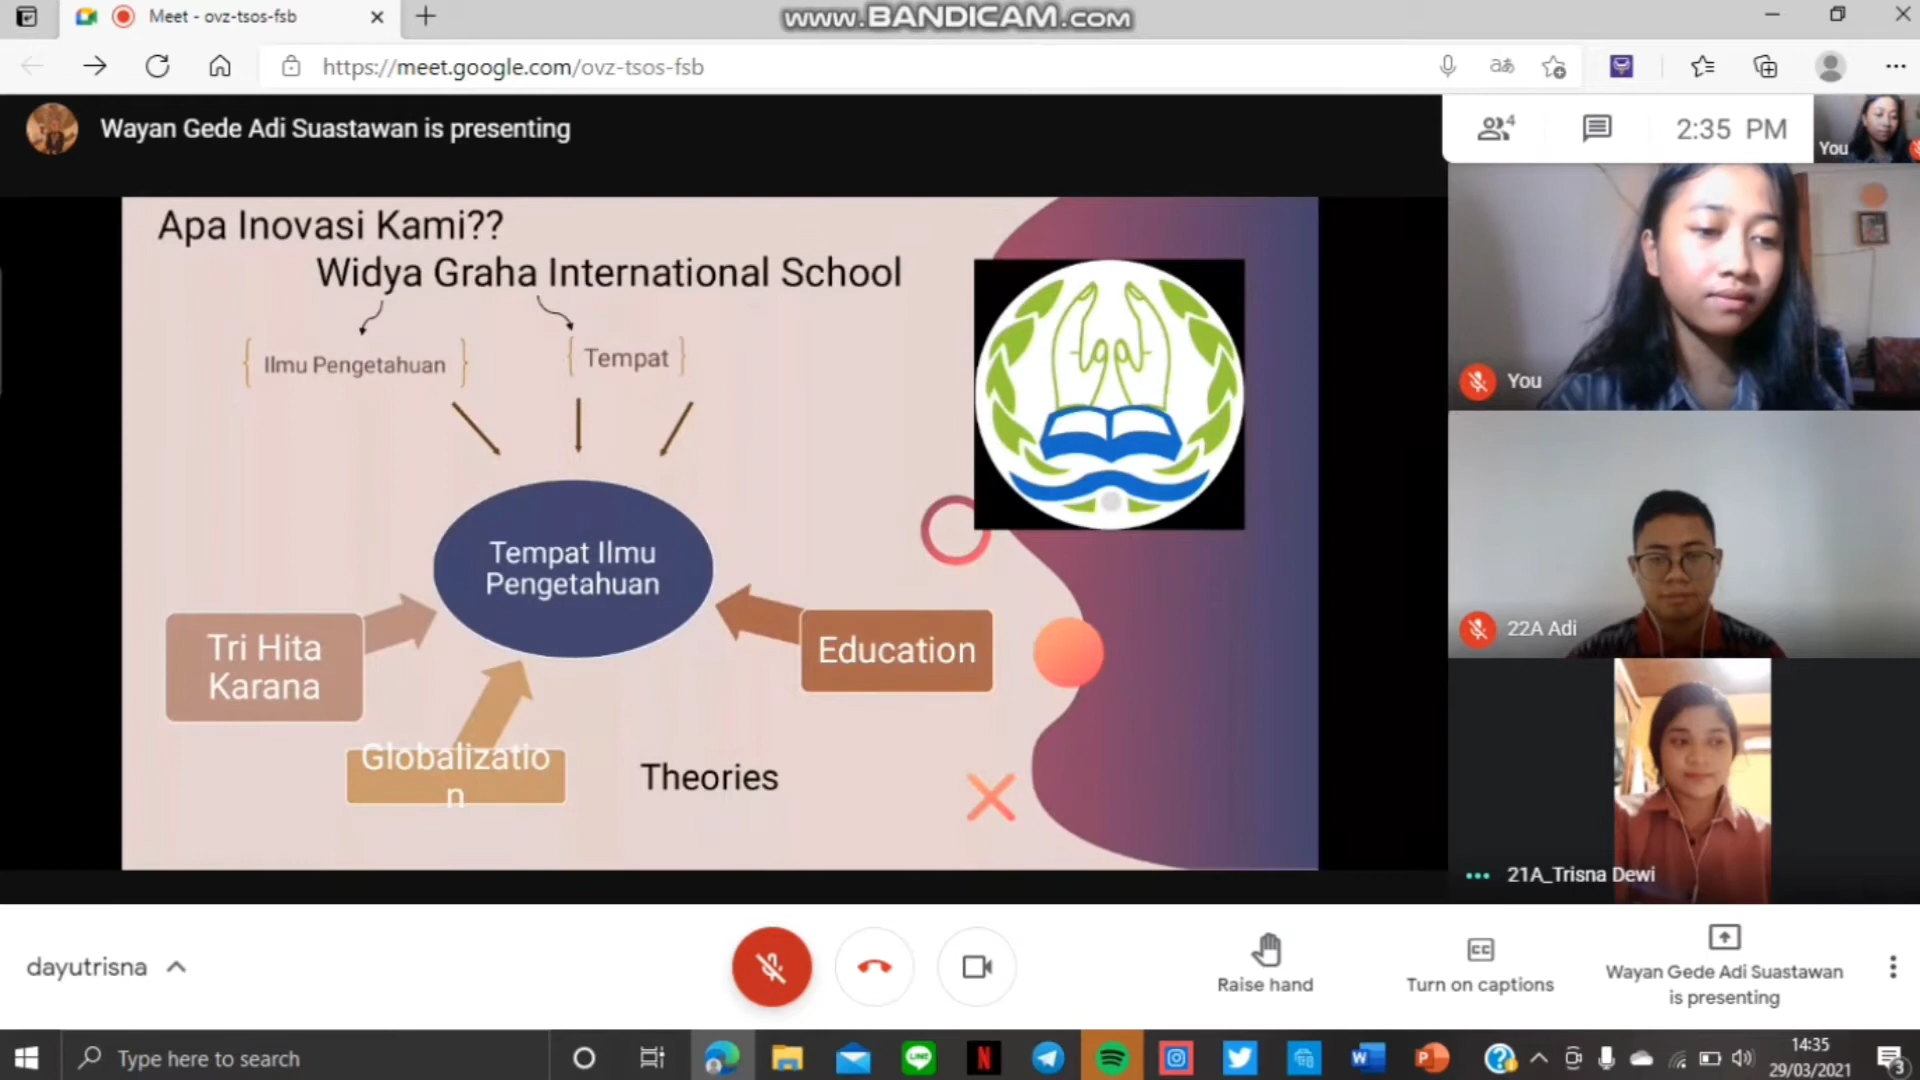 Meet - ovz-tsos-fsb
www.BANDICAM.com
https://meet.google.com/ovz-tsos-fsb
Wayan Gede Adi Suastawan is presenting
4
2:35 PM
You
Apa Inovasi Kami??
Widya Graha International School
Ilmu Pengetahuan
Tempat
Tempat Ilmu
Pengetahuan
Tri Hita
Karana
Education
Globalizatio
n
Theories
You
22A Adi
21A_Trisna Dewi
dayutrisna
Raise hand
Turn on captions
Wayan Gede Adi Suastawan
is presenting
Type here to search
14:35
29/03/2021
3